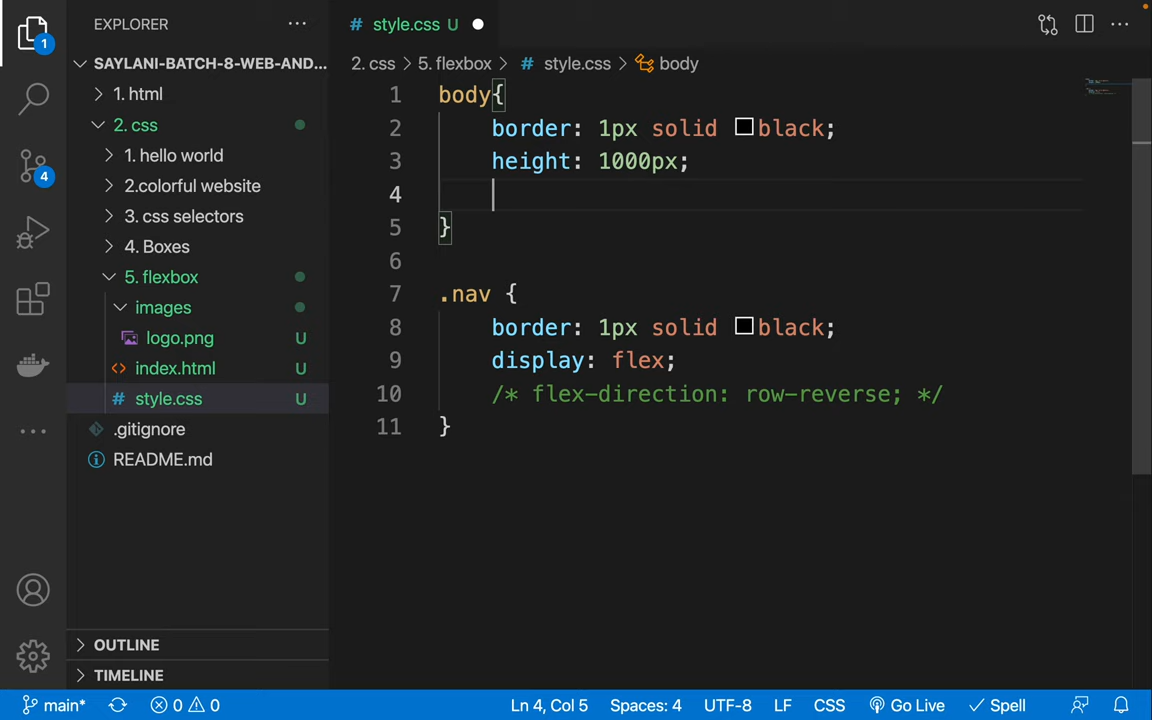 EXPLORER
style.css U
1
SAYLANI-BATCH-8-WEB-AND...
2. css > 5. flexbox > # style.css > body
1. html
2. css
1. hello world
2.colorful website
3. css selectors
4. Boxes
5. flexbox
images
logo.png U
index.html U
# style.css U
.gitignore
README.md
4
1 body{
2 border: 1px solid black;
3 height: 1000px;
4
5 }
6
7 .nav {
8 border: 1px solid black;
9 display: flex;
10 /* flex-direction: row-reverse; */
11 }
OUTLINE
TIMELINE
main* 0 0 Ln 4, Col 5 Spaces: 4 UTF-8 LF CSS Go Live Spell